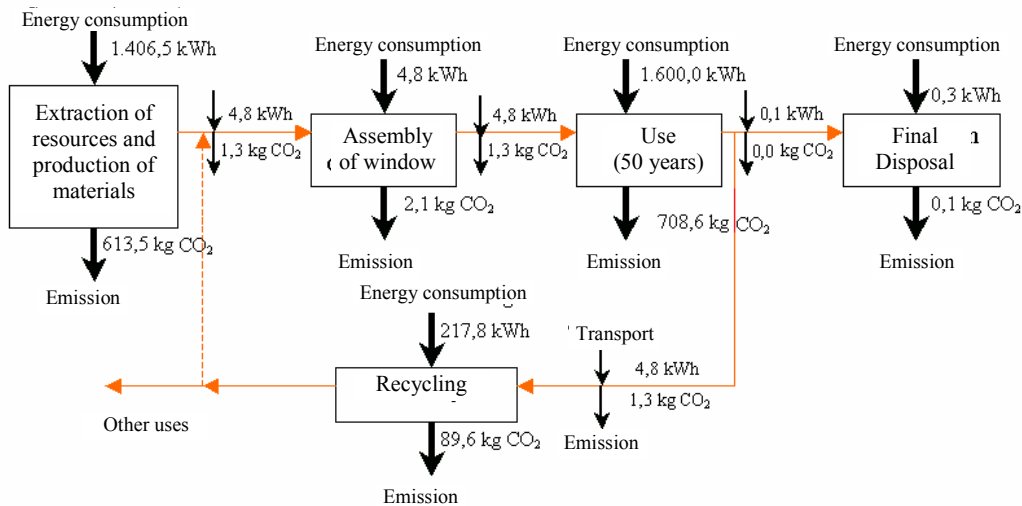 Energy consumption
1.406,5 kWh
Extraction of
resources and
production of
materials
613,5 kg CO₂
Emission
4,8 kWh
1,3 kg CO₂
Energy consumption
4,8 kWh
Assembly
of window
2,1 kg CO₂
Emission
4,8 kWh
1,3 kg CO₂
Energy consumption
1.600,0 kWh
Use
(50 years)
708,6 kg CO₂
Emission
0,1 kWh
0,0 kg CO₂
Energy consumption
0,3 kWh
Final
Disposal
0,1 kg CO₂
Emission
Energy consumption
217,8 kWh
Recycling
89,6 kg CO₂
Emission
Transport
4,8 kWh
1,3 kg CO₂
Emission
Other uses